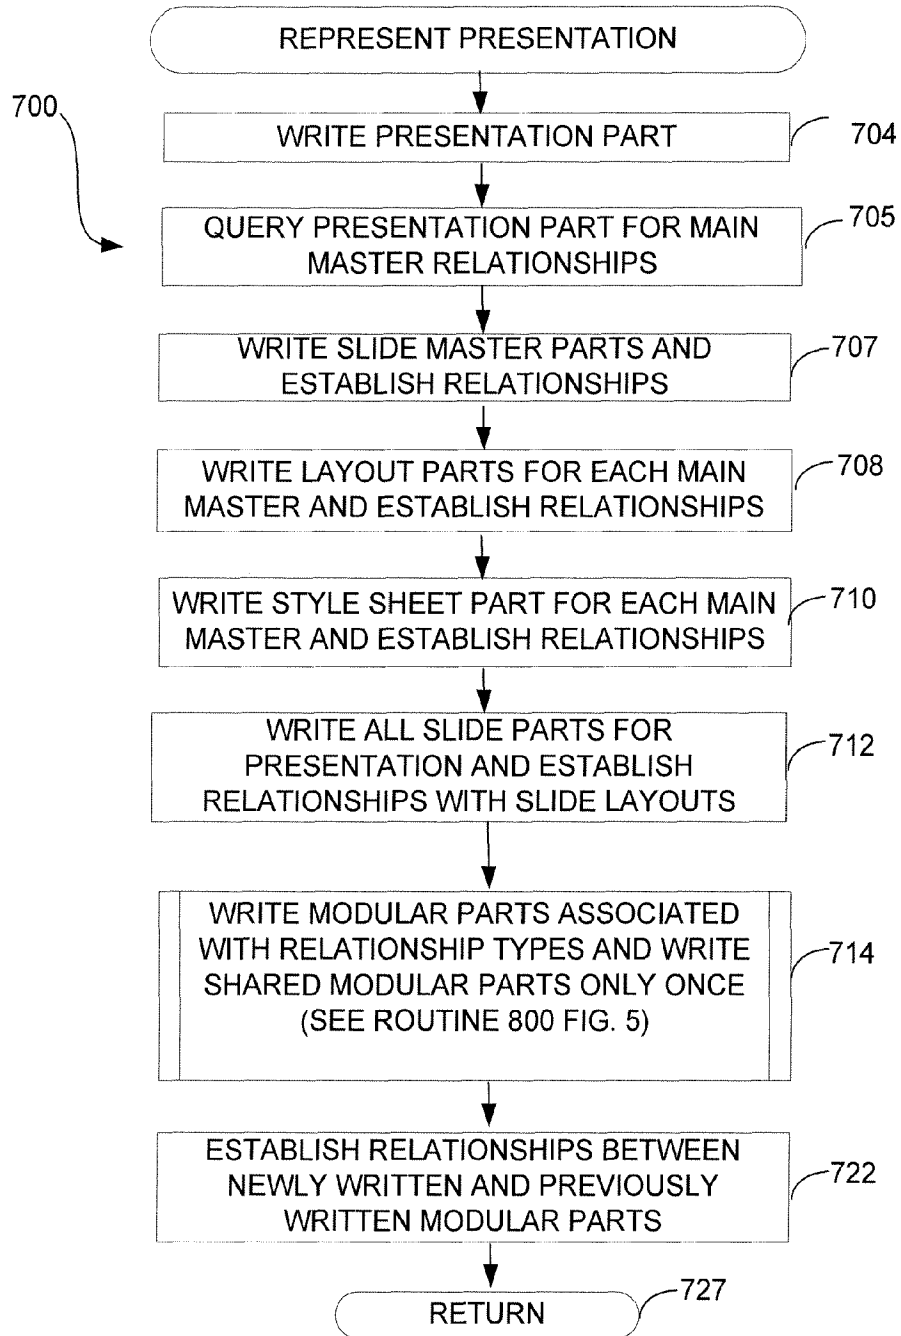 REPRESENT PRESENTATION
700
WRITE PRESENTATION PART
704
QUERY PRESENTATION PART FOR MAIN
MASTER RELATIONSHIPS
705
WRITE SLIDE MASTER PARTS AND
ESTABLISH RELATIONSHIPS
707
WRITE LAYOUT PARTS FOR EACH MAIN
MASTER AND ESTABLISH RELATIONSHIPS
708
WRITE STYLE SHEET PART FOR EACH MAIN
MASTER AND ESTABLISH RELATIONSHIPS
710
WRITE ALL SLIDE PARTS FOR
PRESENTATION AND ESTABLISH
RELATIONSHIPS WITH SLIDE LAYOUTS
712
WRITE MODULAR PARTS ASSOCIATED
WITH RELATIONSHIP TYPES AND WRITE
SHARED MODULAR PARTS ONLY ONCE
(SEE ROUTINE 800 FIG. 5)
714
ESTABLISH RELATIONSHIPS BETWEEN
NEWLY WRITTEN AND PREVIOUSLY
WRITTEN MODULAR PARTS
722
RETURN
727